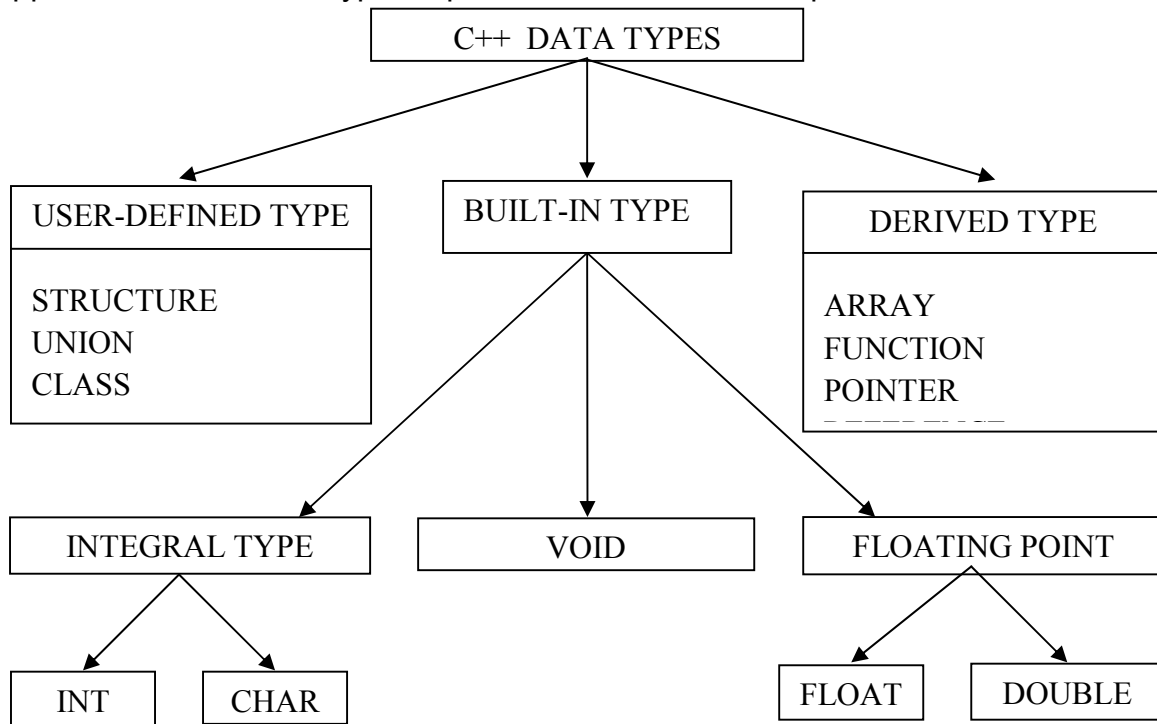 C++ DATA TYPES
USER-DEFINED TYPE
BUILT-IN TYPE
DERIVED TYPE
STRUCTURE
UNION
CLASS
ARRAY
FUNCTION
POINTER
INTEGRAL TYPE
VOID
FLOATING POINT
INT
CHAR
FLOAT
DOUBLE